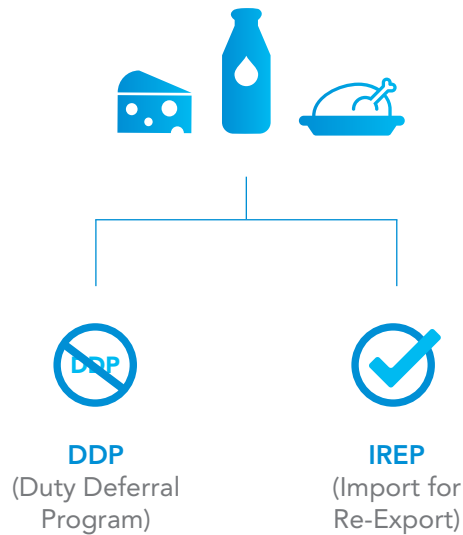 DDP
DDP
(Duty Deferral
Program)
IREP
(Import for
Re-Export)